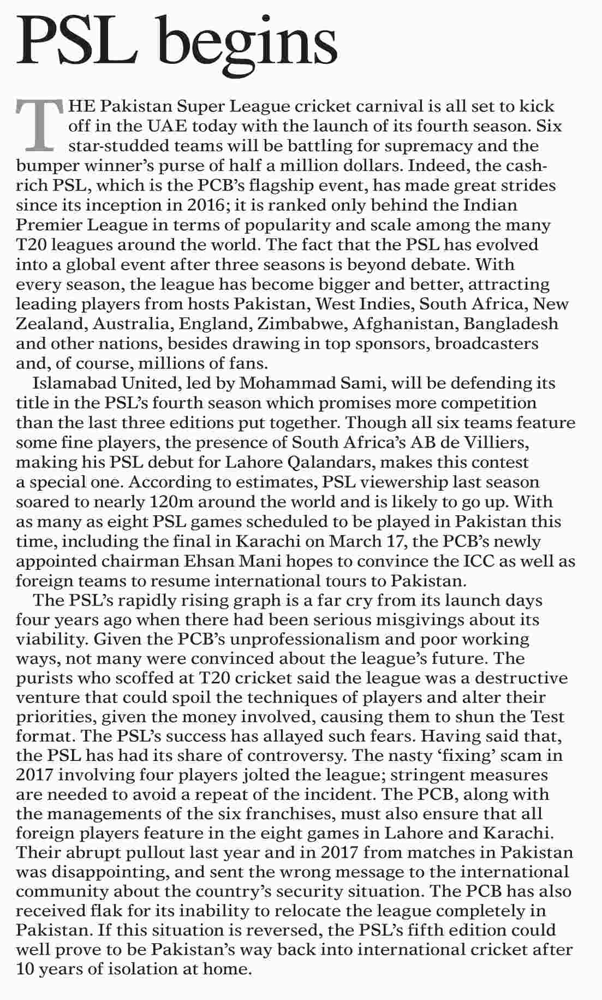 PSL begins
THE Pakistan Super League cricket carnival is all set to kick
off in the UAE today with the launch of its fourth season. Six
star-studded teams will be battling for supremacy and the
bumper winner’s purse of half a million dollars. Indeed, the cash-
rich PSL, which is the PCB’s flagship event, has made great strides
since its inception in 2016; it is ranked only behind the Indian
Premier League in terms of popularity and scale among the many
T20 leagues around the world. The fact that the PSL has evolved
into a global event after three seasons is beyond debate. With
every season, the league has become bigger and better, attracting
leading players from hosts Pakistan, West Indies, South Africa, New
Zealand, Australia, England, Zimbabwe, Afghanistan, Bangladesh
and other nations, besides drawing in top sponsors, broadcasters
and, of course, millions of fans.
Islamabad United, led by Mohammad Sami, will be defending its
title in the PSL’s fourth season which promises more competition
than the last three editions put together. Though all six teams feature
some fine players, the presence of South Africa’s AB de Villiers,
making his PSL debut for Lahore Qalandars, makes this contest
a special one. According to estimates, PSL viewership last season
soared to nearly 120m around the world and is likely to go up. With
as many as eight PSL games scheduled to be played in Pakistan this
time, including the final in Karachi on March 17, the PCB’s newly
appointed chairman Ehsan Mani hopes to convince the ICC as well as
foreign teams to resume international tours to Pakistan.
The PSL’s rapidly rising graph is a far cry from its launch days
four years ago when there had been serious misgivings about its
viability. Given the PCB’s unprofessionalism and poor working
ways, not many were convinced about the league’s future. The
purists who scoffed at T20 cricket said the league was a destructive
venture that could spoil the techniques of players and alter their
priorities, given the money involved, causing them to shun the Test
format. The PSL’s success has allayed such fears. Having said that,
the PSL has had its share of controversy. The nasty ‘fixing’ scam in
2017 involving four players jolted the league; stringent measures
are needed to avoid a repeat of the incident. The PCB, along with
the managements of the six franchises, must also ensure that all
foreign players feature in the eight games in Lahore and Karachi.
Their abrupt pullout last year and in 2017 from matches in Pakistan
was disappointing, and sent the wrong message to the international
community about the country’s security situation. The PCB has also
received flak for its inability to relocate the league completely in
Pakistan. If this situation is reversed, the PSL’s fifth edition could
well prove to be Pakistan’s way back into international cricket after
10 years of isolation at home.